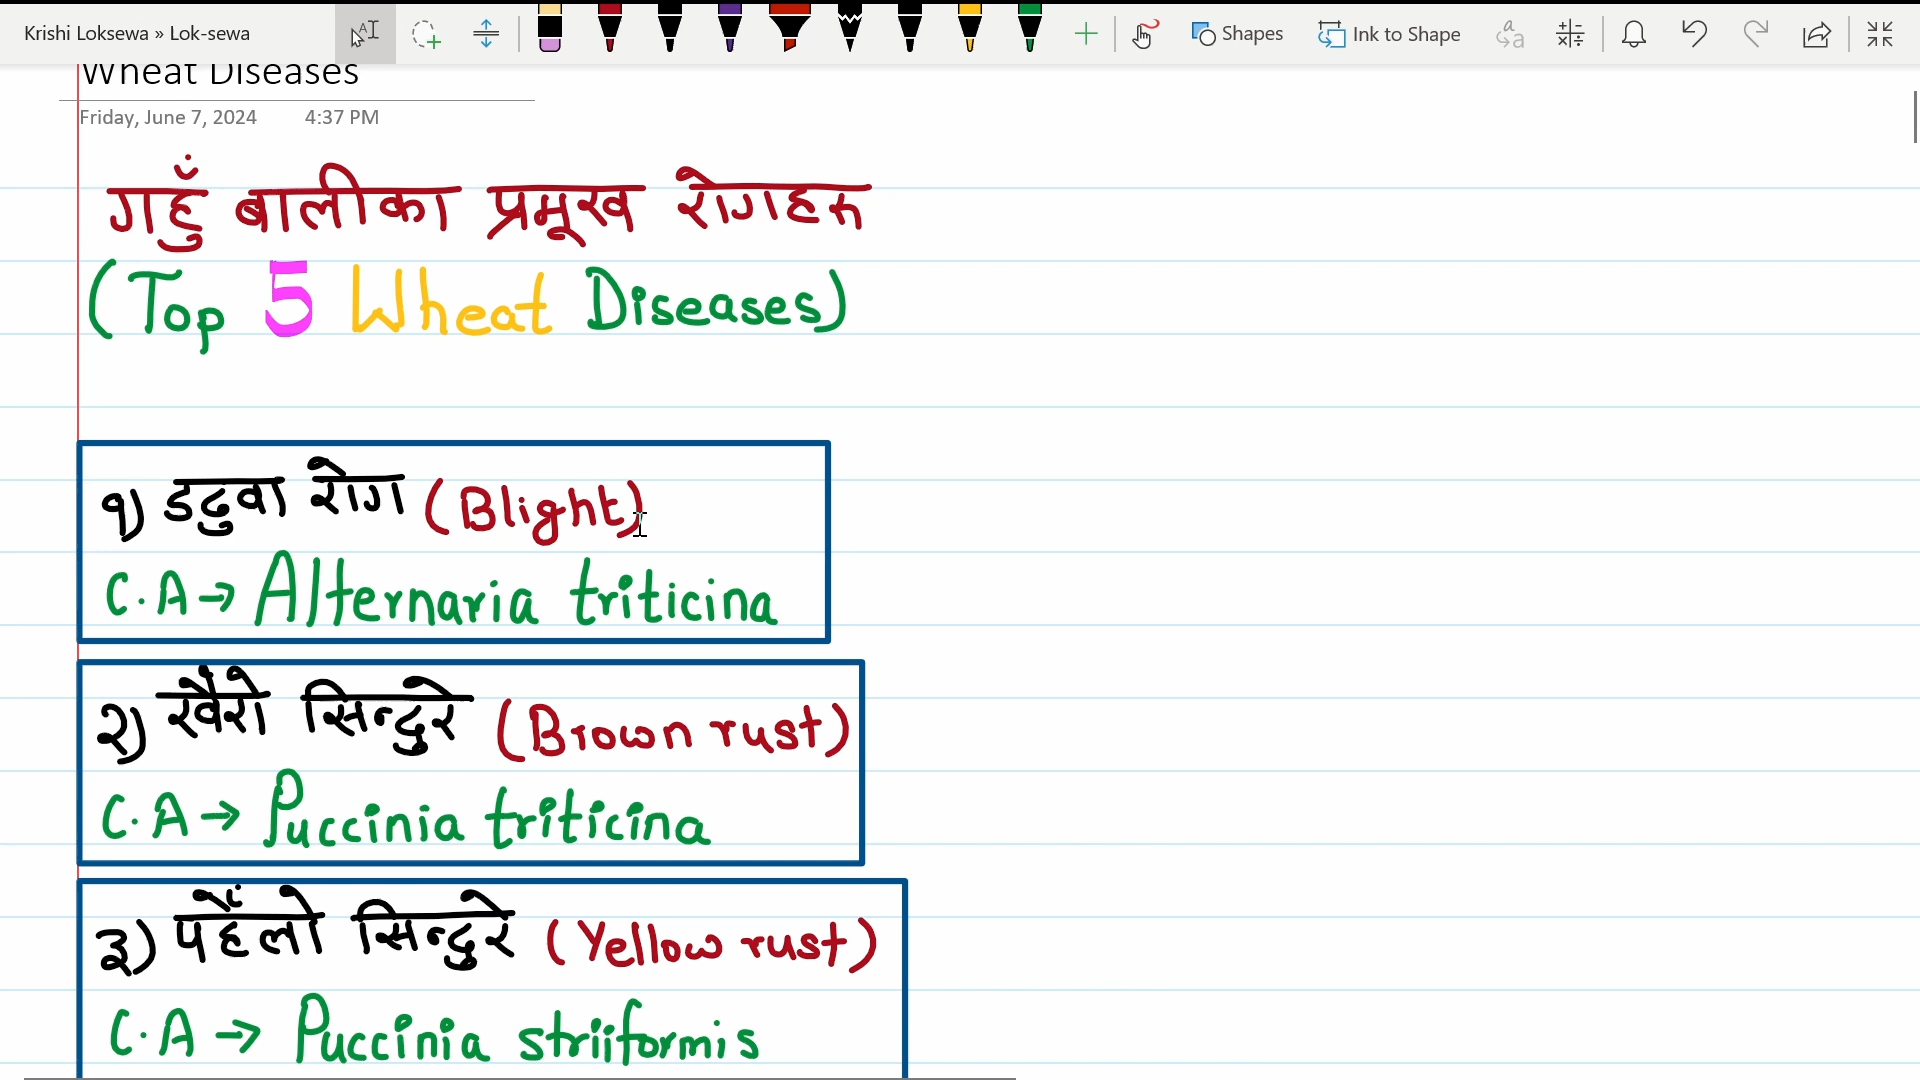 Krishi Loksewa » Lok-sewa
Shapes
Ink to Shape
Wheat Diseases
Friday, June 7, 2024 4:37 PM
गहुँ बालीका प्रमूख रोगहरु
(Top 5 Wheat Diseases)
१) डढुवा रोग (Blight)
C.A → Alternaria triticina
२) खैरो सिन्दुरे (Brown rust)
C.A → Puccinia triticina
३) पहेंलो सिन्दुरे (Yellow rust)
C.A → Puccinia striiformis